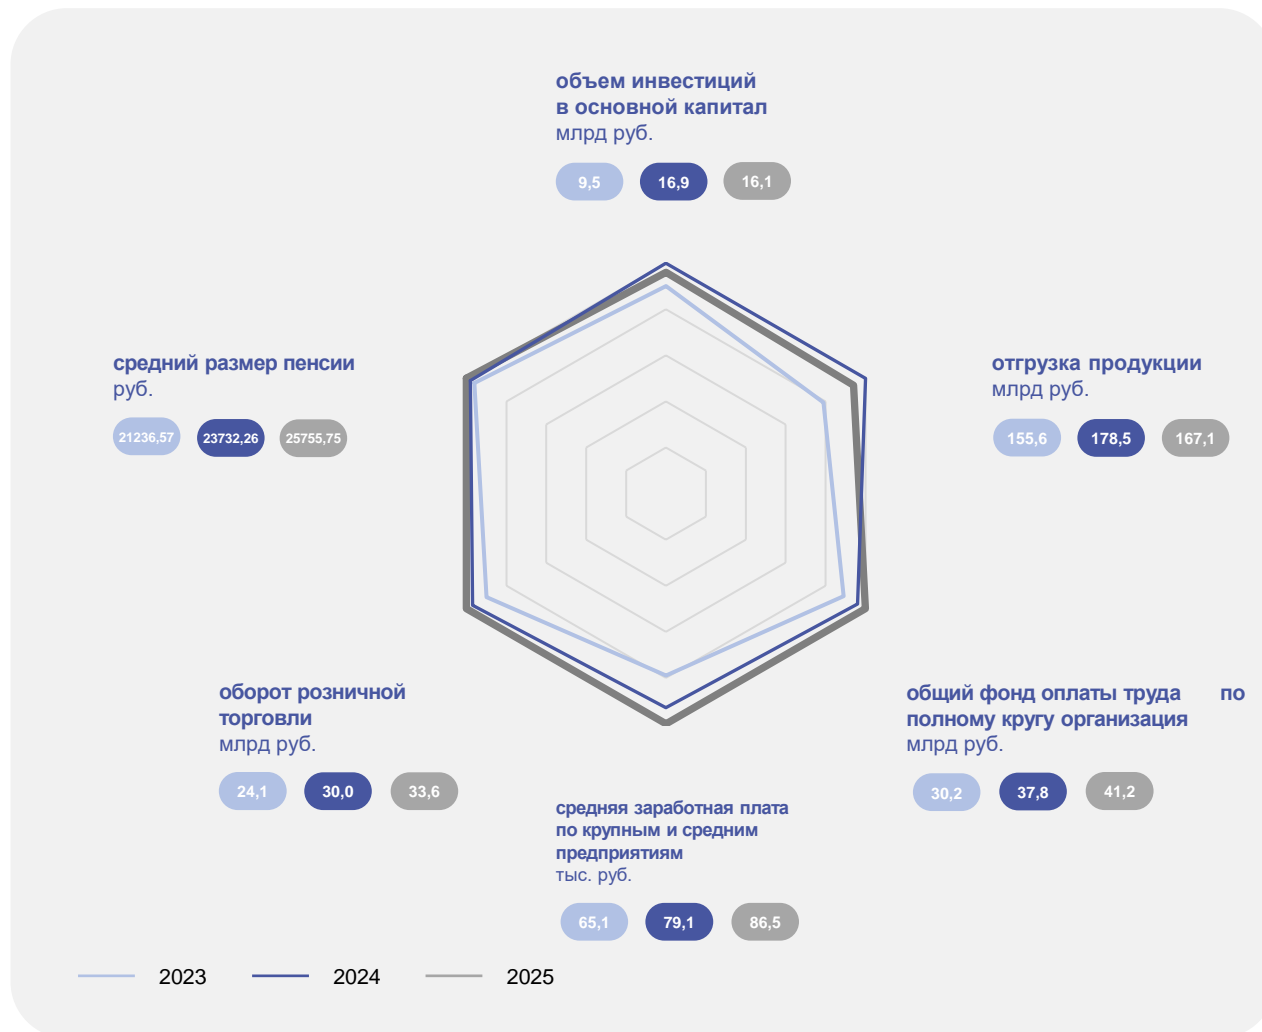 объем инвестиций
в основной капитал
млрд руб.
9,5 16,9 16,1
средний размер пенсии
руб.
21236,57 23732,26 25755,75
отгрузка продукции
млрд руб.
155,6 178,5 167,1
оборот розничной
торговли
млрд руб.
24,1 30,0 33,6
общий фонд оплаты труда по
полному кругу организация
млрд руб.
30,2 37,8 41,2
средняя заработная плата
по крупным и средним
предприятиям
тыс. руб.
65,1 79,1 86,5
2023 2024 2025